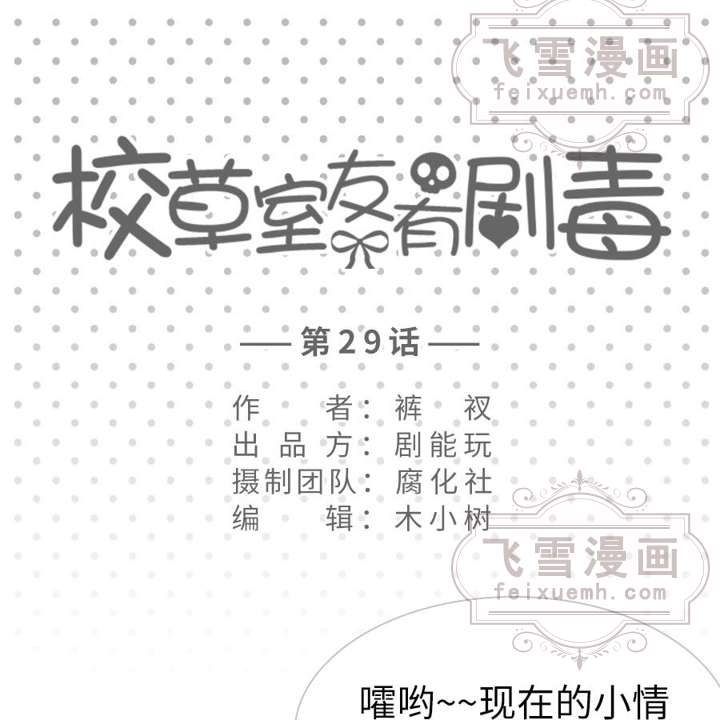 飞雪漫画
feixuemh.com
校草室友有剧毒
第29话
作者：裤衩
出品方：剧能玩
摄制团队：腐化社
编辑：木小树
飞雪漫画
feixuemh.com
嚯哟~~现在的小情